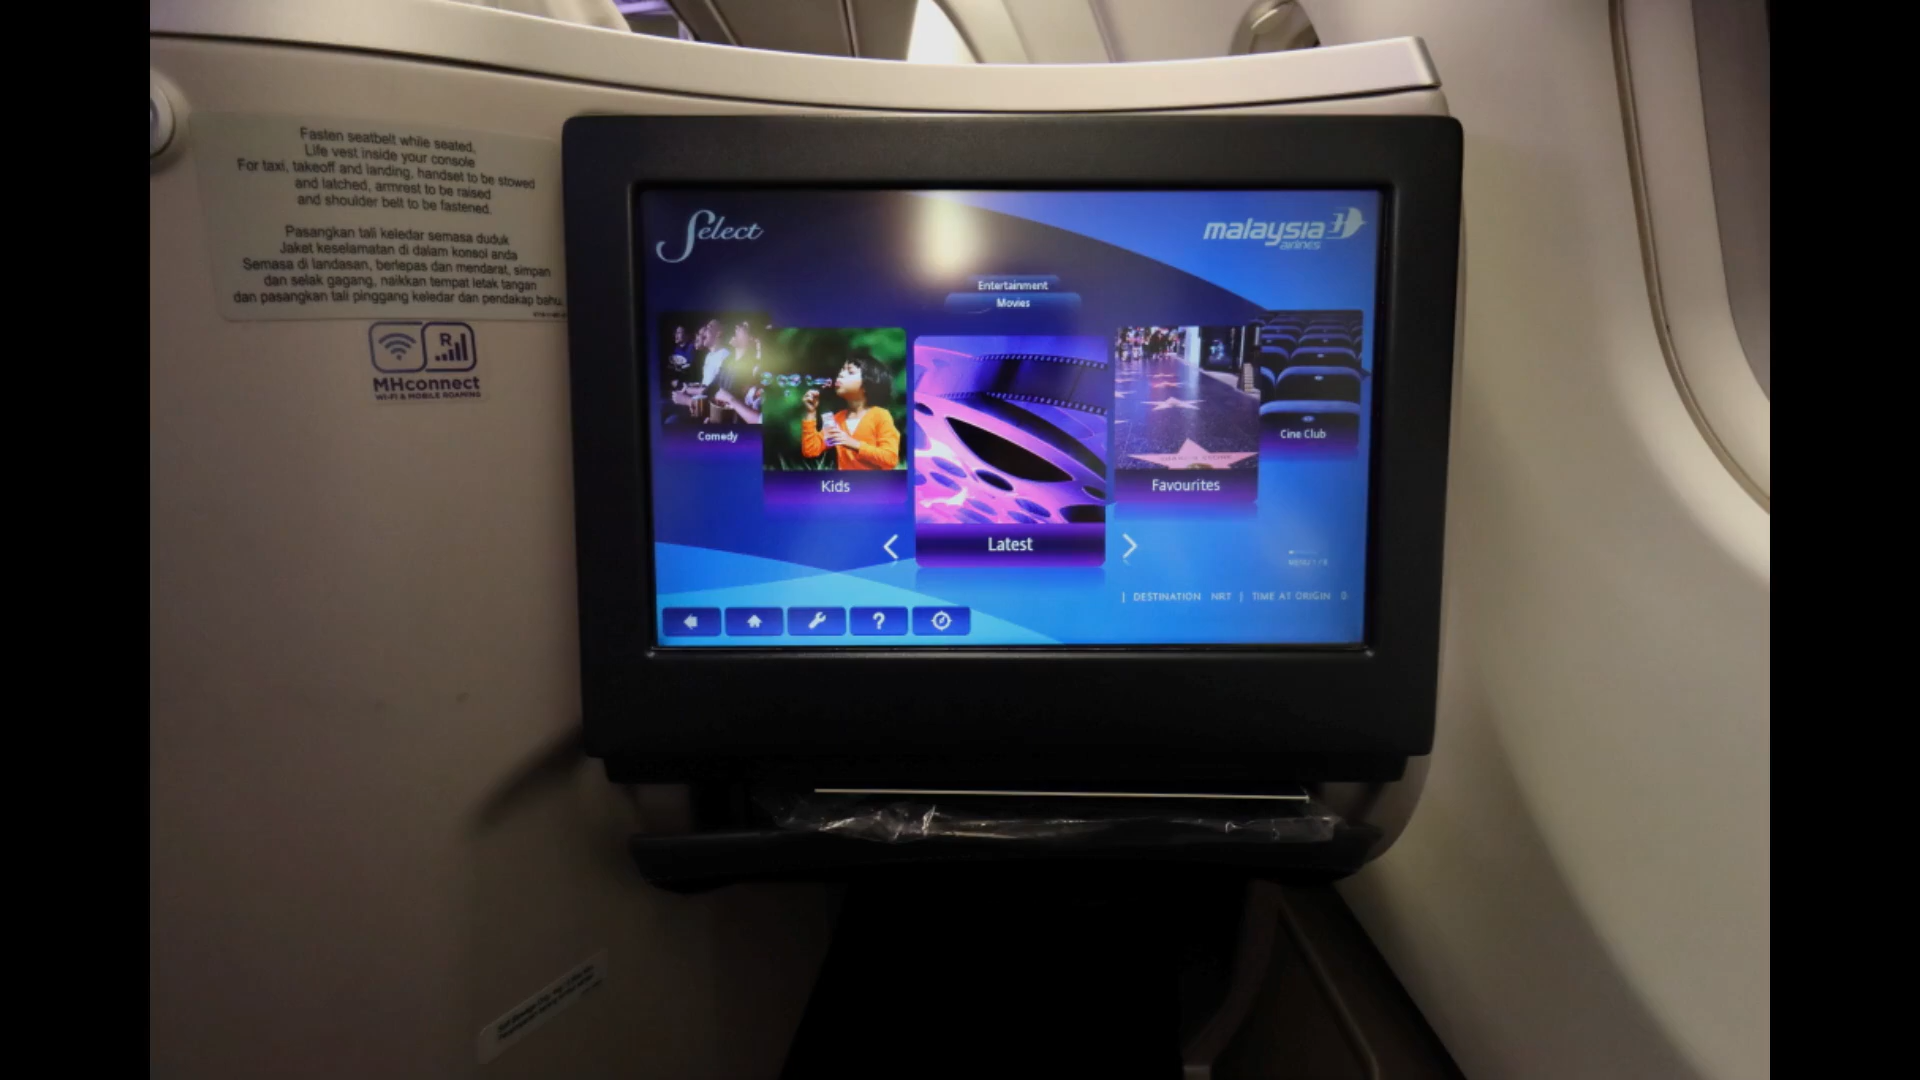 Fasten seatbelt while seated.
Life vest inside your console
For taxi, takeoff and landing, handset to be stowed
and latched, armrest to be raised
and shoulder belt to be fastened.
Pasangkan tali keledar semasa duduk
Jaket keselamatan di dalam konsol anda
Semasa di landasan, berlepas dan mendarat, simpan
dan selak gagang, naikkan tempat letak tangan
dan pasangkan tali pinggang keledar dan pendakap bahu.
R
MHconnect
WI-FI & MOBILE ROAMING
Select
malaysia
airlines
Entertainment
Movies
Comedy
Kids
Latest
Favourites
Cine Club
MENU 1 / 8
| DESTINATION NRT | TIME AT ORIGIN 0
?